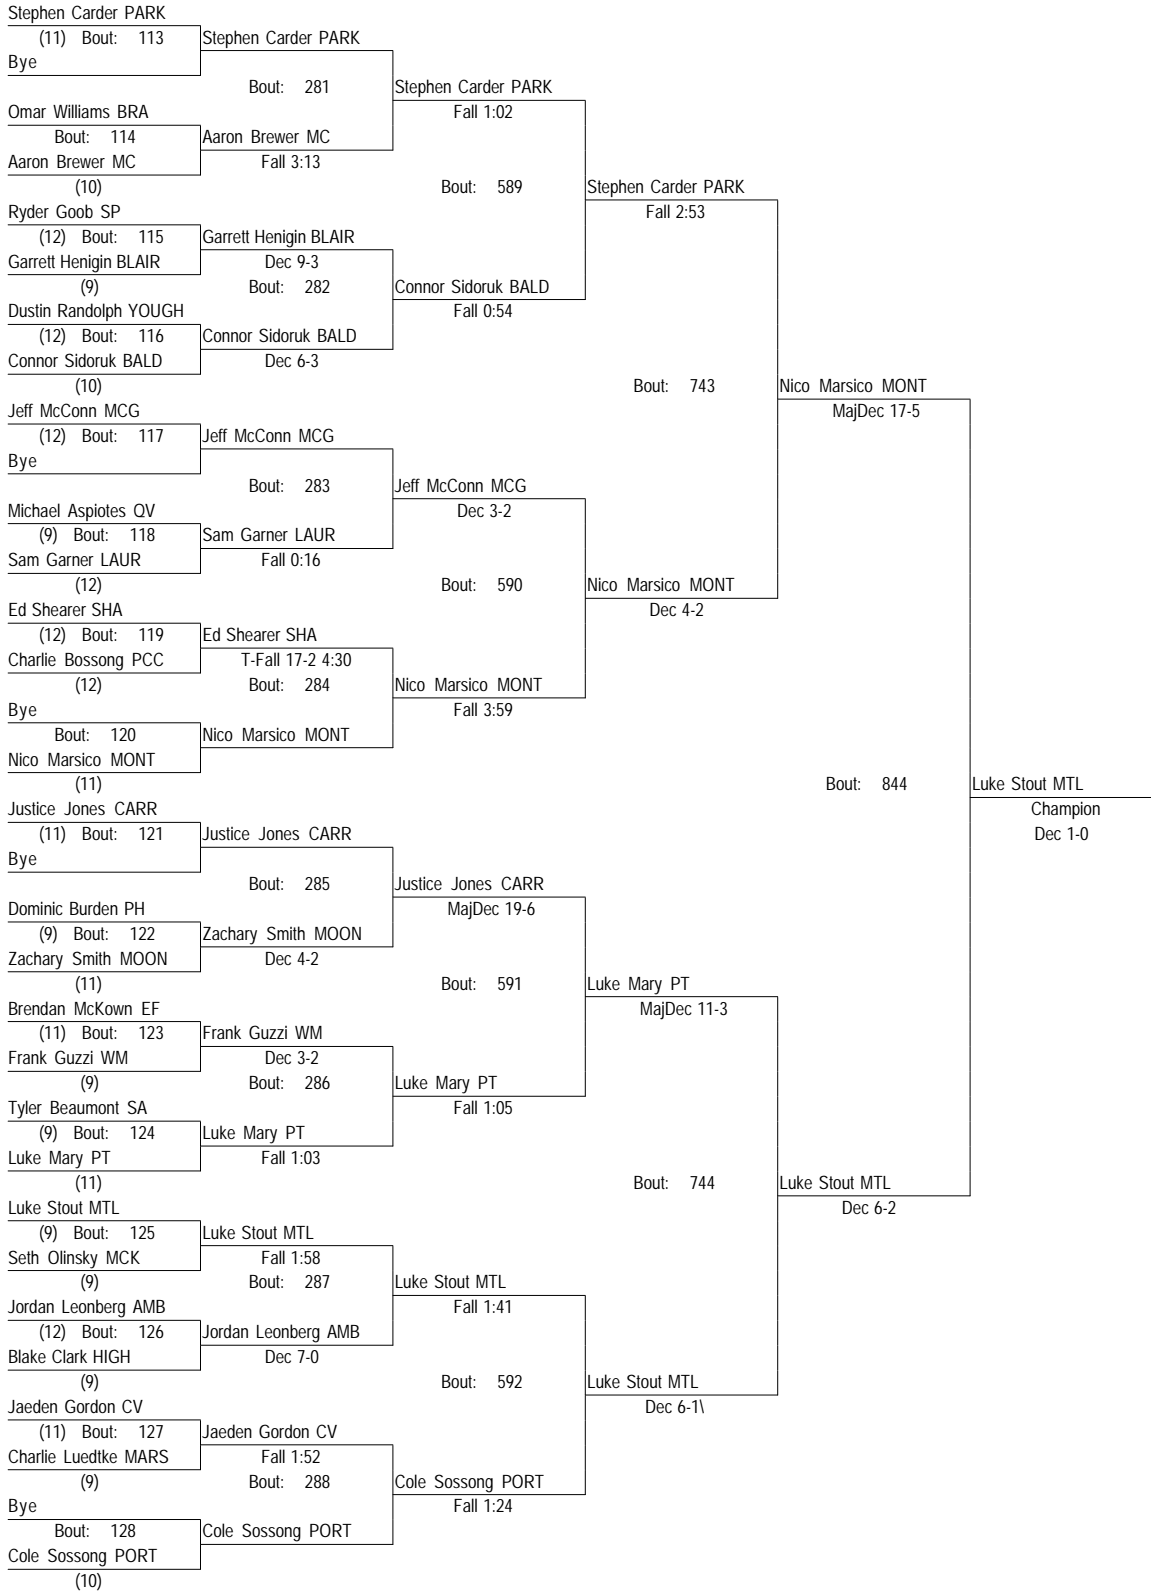 Stephen Carder PARK
(11) Bout: 113 Stephen Carder PARK
Bye
Bout: 281 Stephen Carder PARK
Omar Williams BRA Fall 1:02
Bout: 114 Aaron Brewer MC
Aaron Brewer MC Fall 3:13
(10) Bout: 589 Stephen Carder PARK
Ryder Goob SP Fall 2:53
(12) Bout: 115 Garrett Henigin BLAIR
Garrett Henigin BLAIR Dec 9-3
(9) Bout: 282 Connor Sidoruk BALD
Dustin Randolph YOUGH Fall 0:54
(12) Bout: 116 Connor Sidoruk BALD
Connor Sidoruk BALD Dec 6-3
(10) Bout: 743 Nico Marsico MONT
Jeff McConn MCG MajDec 17-5
(12) Bout: 117 Jeff McConn MCG
Bye
Bout: 283 Jeff McConn MCG
Michael Aspiotes QV Dec 3-2
(9) Bout: 118 Sam Garner LAUR
Sam Garner LAUR Fall 0:16
(12) Bout: 590 Nico Marsico MONT
Ed Shearer SHA Dec 4-2
(12) Bout: 119 Ed Shearer SHA
Charlie Bossong PCC T-Fall 17-2 4:30
(12) Bout: 284 Nico Marsico MONT
Bye Fall 3:59
Bout: 120 Nico Marsico MONT
Nico Marsico MONT
(11) Bout: 844 Luke Stout MTL
Justice Jones CARR Champion
(11) Bout: 121 Justice Jones CARR Dec 1-0
Bye
Bout: 285 Justice Jones CARR
Dominic Burden PH MajDec 19-6
(9) Bout: 122 Zachary Smith MOON
Zachary Smith MOON Dec 4-2
(11) Bout: 591 Luke Mary PT
Brendan McKown EF MajDec 11-3
(11) Bout: 123 Frank Guzzi WM
Frank Guzzi WM Dec 3-2
(9) Bout: 286 Luke Mary PT
Tyler Beaumont SA Fall 1:05
(9) Bout: 124 Luke Mary PT
Luke Mary PT Fall 1:03
(11) Bout: 744 Luke Stout MTL
Luke Stout MTL Dec 6-2
(9) Bout: 125 Luke Stout MTL
Seth Olinsky MCK Fall 1:58
(9) Bout: 287 Luke Stout MTL
Jordan Leonberg AMB Fall 1:41
(12) Bout: 126 Jordan Leonberg AMB
Blake Clark HIGH Dec 7-0
(9) Bout: 592 Luke Stout MTL
Jaeden Gordon CV Dec 6-1\
(11) Bout: 127 Jaeden Gordon CV
Charlie Luedtke MARS Fall 1:52
(9) Bout: 288 Cole Sossong PORT
Bye Fall 1:24
Bout: 128 Cole Sossong PORT
Cole Sossong PORT
(10)